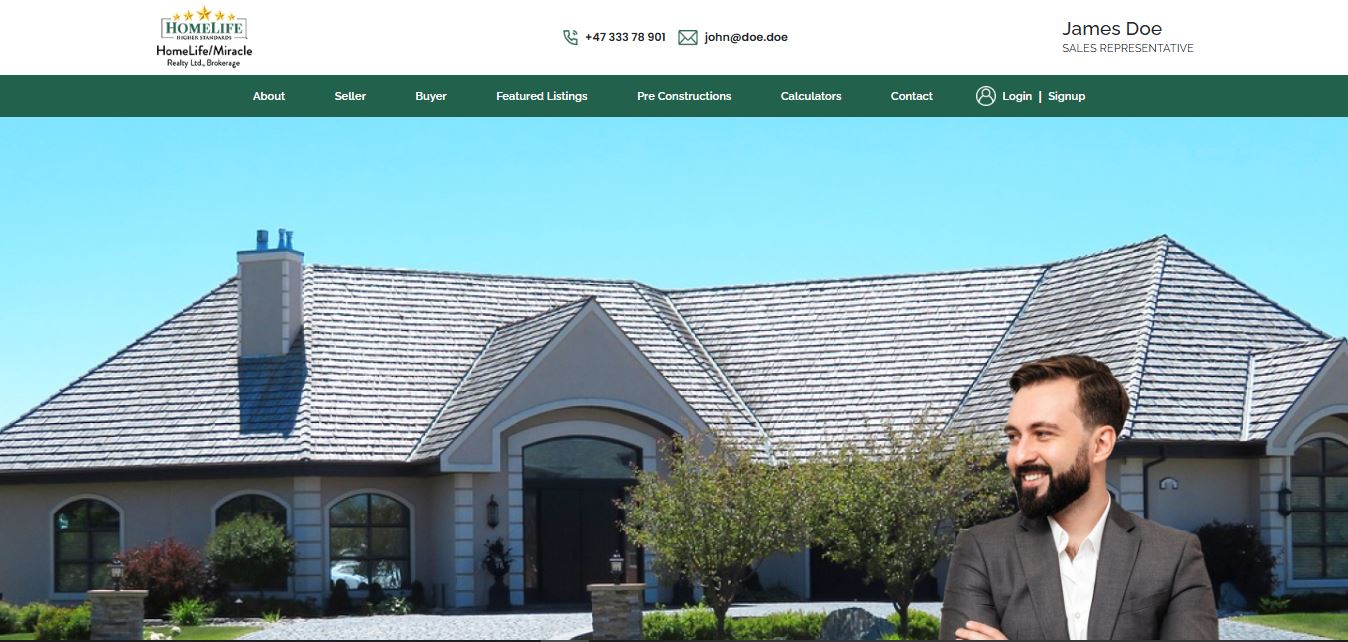 HOMELIFE
HIGHER STANDARDS
HomeLife/Miracle
Realty Ltd., Brokerage
+47 333 78 901
john@doe.doe
James Doe
SALES REPRESENTATIVE
About
Seller
Buyer
Featured Listings
Pre Constructions
Calculators
Contact
Login | Signup